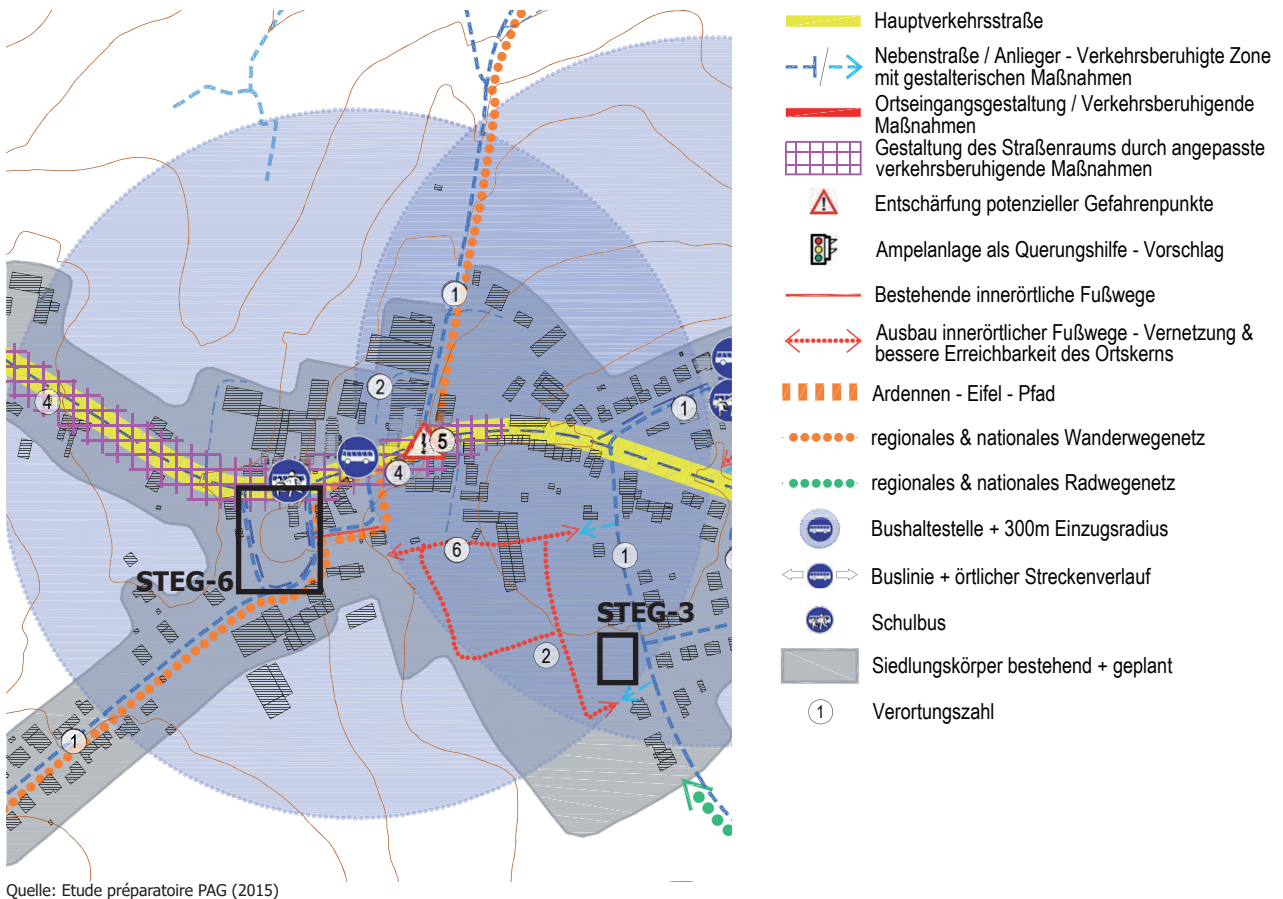 1
2
4
1
5
4
6
1
STEG-6
STEG-3
2
1
Hauptverkehrsstraße
Nebenstraße / Anlieger - Verkehrsberuhigte Zone
mit gestalterischen Maßnahmen
Ortseingangsgestaltung / Verkehrsberuhigende
Maßnahmen
Gestaltung des Straßenraums durch angepasste
verkehrsberuhigende Maßnahmen
Entschärfung potenzieller Gefahrenpunkte
Ampelanlage als Querungshilfe - Vorschlag
Bestehende innerörtliche Fußwege
Ausbau innerörtlicher Fußwege - Vernetzung &
bessere Erreichbarkeit des Ortskerns
Ardennen - Eifel - Pfad
regionales & nationales Wanderwegenetz
regionales & nationales Radwegenetz
Bushaltestelle + 300m Einzugsradius
Buslinie + örtlicher Streckenverlauf
Schulbus
Siedlungskörper bestehend + geplant
1 Verortungszahl
Quelle: Etude préparatoire PAG (2015)